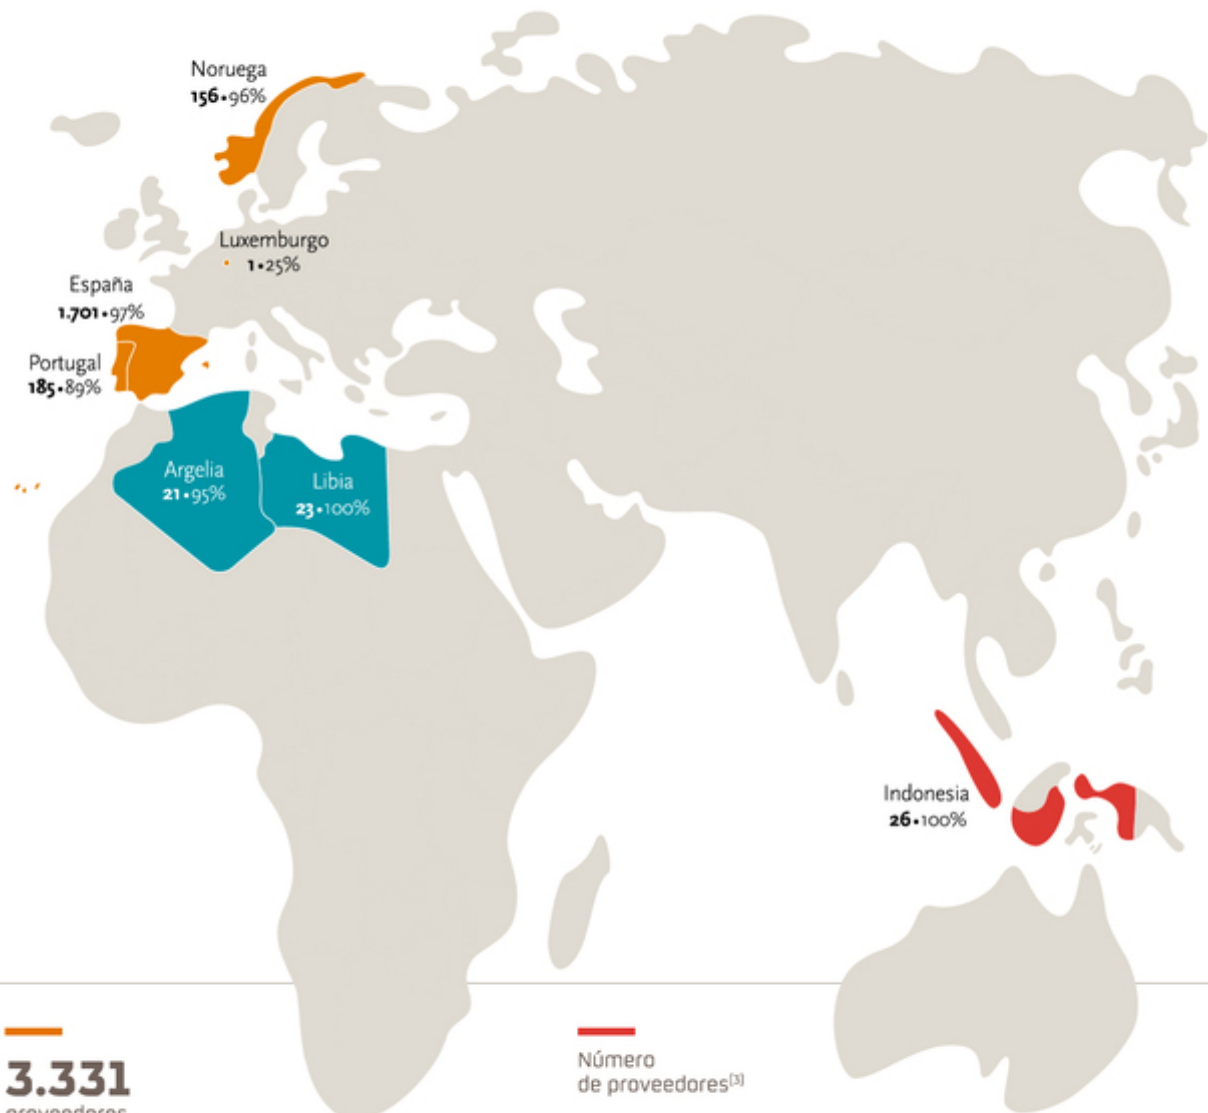 Noruega
156•96%
Luxemburgo
1•25%
España
1.701•97%
Portugal
185•89%
Argelia
21•95%
Libia
23•100%
Indonesia
26•100%
3.331
proveedores
Número
de proveedores(3)